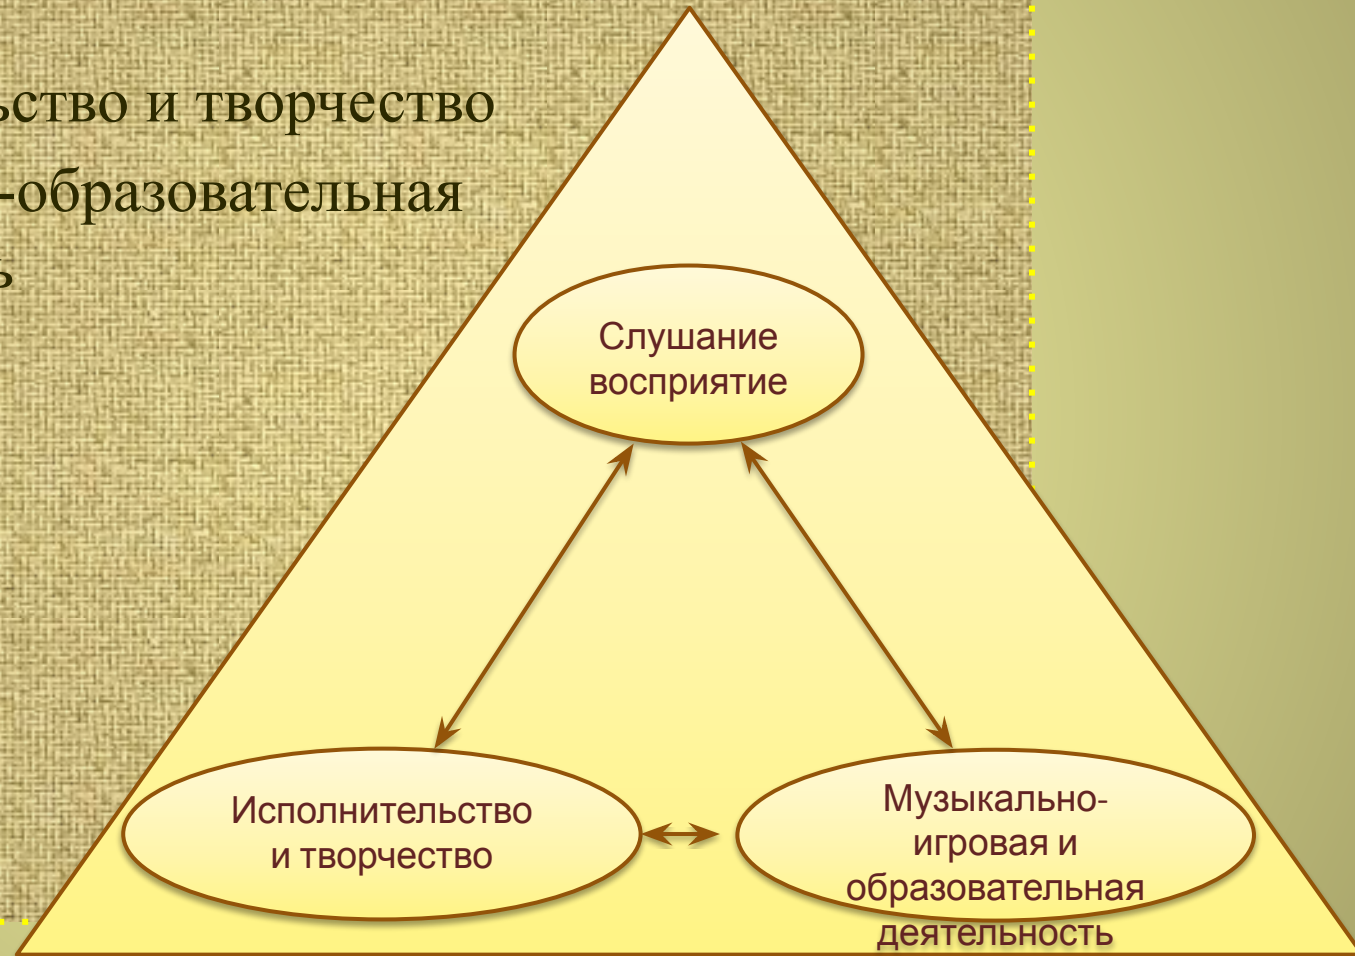 ьство и творчество
-образовательная
ь
Слушание
восприятие
Исполнительство
и творчество
Музыкально-
игровая и
образовательная
деятельность